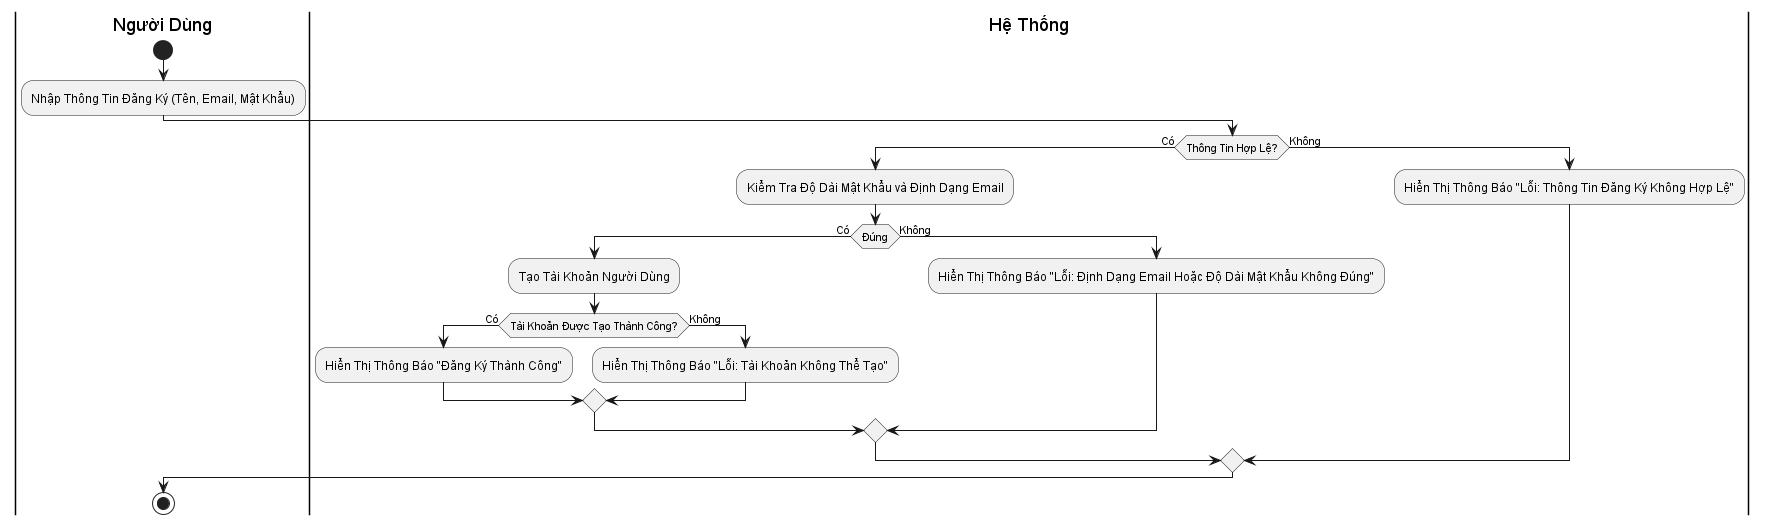 Người Dùng
Hệ Thống
Nhập Thông Tin Đăng Ký (Tên, Email, Mật Khẩu)
Có
Thông Tin Hợp Lệ?
Không
Kiểm Tra Độ Dài Mật Khẩu và Định Dạng Email
Hiển Thị Thông Báo "Lỗi: Thông Tin Đăng Ký Không Hợp Lệ"
Có
Đúng
Không
Tạo Tài Khoản Người Dùng
Hiển Thị Thông Báo "Lỗi: Định Dạng Email Hoặc Độ Dài Mật Khẩu Không Đúng"
Có
Tài Khoản Được Tạo Thành Công?
Không
Hiển Thị Thông Báo "Đăng Ký Thành Công"
Hiển Thị Thông Báo "Lỗi: Tài Khoản Không Thể Tạo"